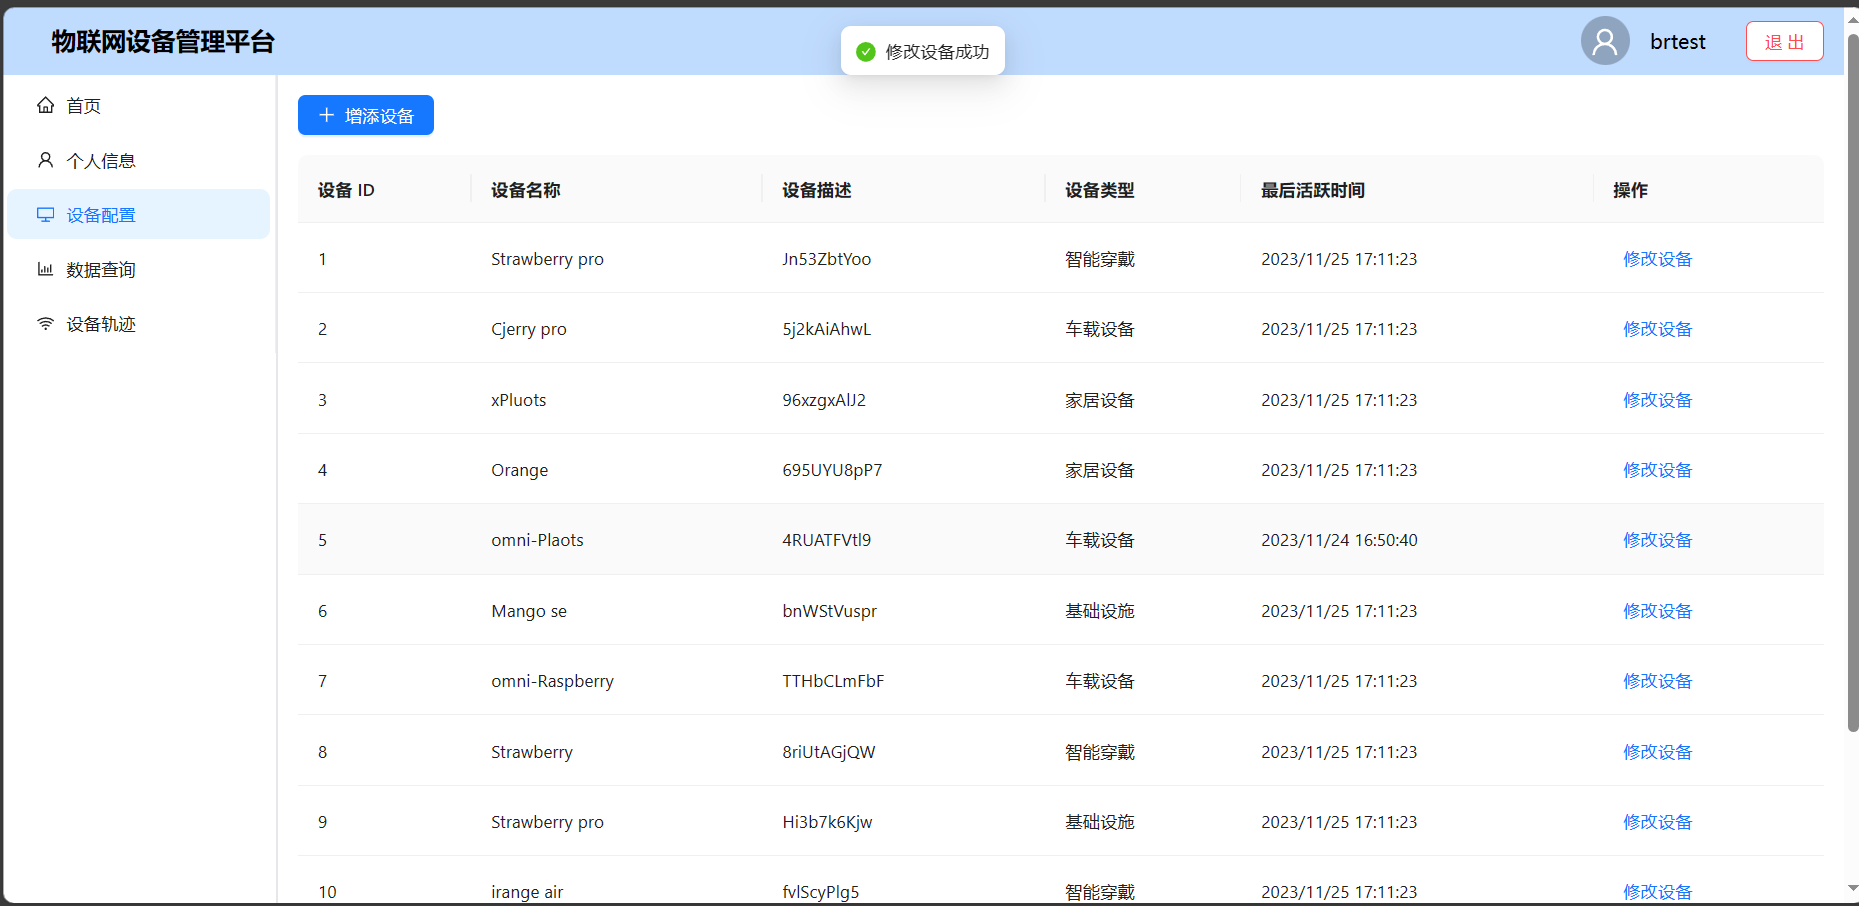 物联网设备管理平台
修改设备成功
brtest
退 出
首页
个人信息
设备配置
数据查询
设备轨迹
增添设备
设备 ID 设备名称 设备描述 设备类型 最后活跃时间 操作
1 Strawberry pro Jn53ZbtYoo 智能穿戴 2023/11/25 17:11:23 修改设备
2 Cjerry pro 5j2kAiAhwL 车载设备 2023/11/25 17:11:23 修改设备
3 xPluots 96xzgxAlJ2 家居设备 2023/11/25 17:11:23 修改设备
4 Orange 695UYU8pP7 家居设备 2023/11/25 17:11:23 修改设备
5 omni-Plaots 4RUATFVtl9 车载设备 2023/11/24 16:50:40 修改设备
6 Mango se bnWStVuspr 基础设施 2023/11/25 17:11:23 修改设备
7 omni-Raspberry TTHbCLmFbF 车载设备 2023/11/25 17:11:23 修改设备
8 Strawberry 8riUtAGjQW 智能穿戴 2023/11/25 17:11:23 修改设备
9 Strawberry pro Hi3b7k6Kjw 基础设施 2023/11/25 17:11:23 修改设备
10 irange air fvlScyPlg5 智能穿戴 2023/11/25 17:11:23 修改设备